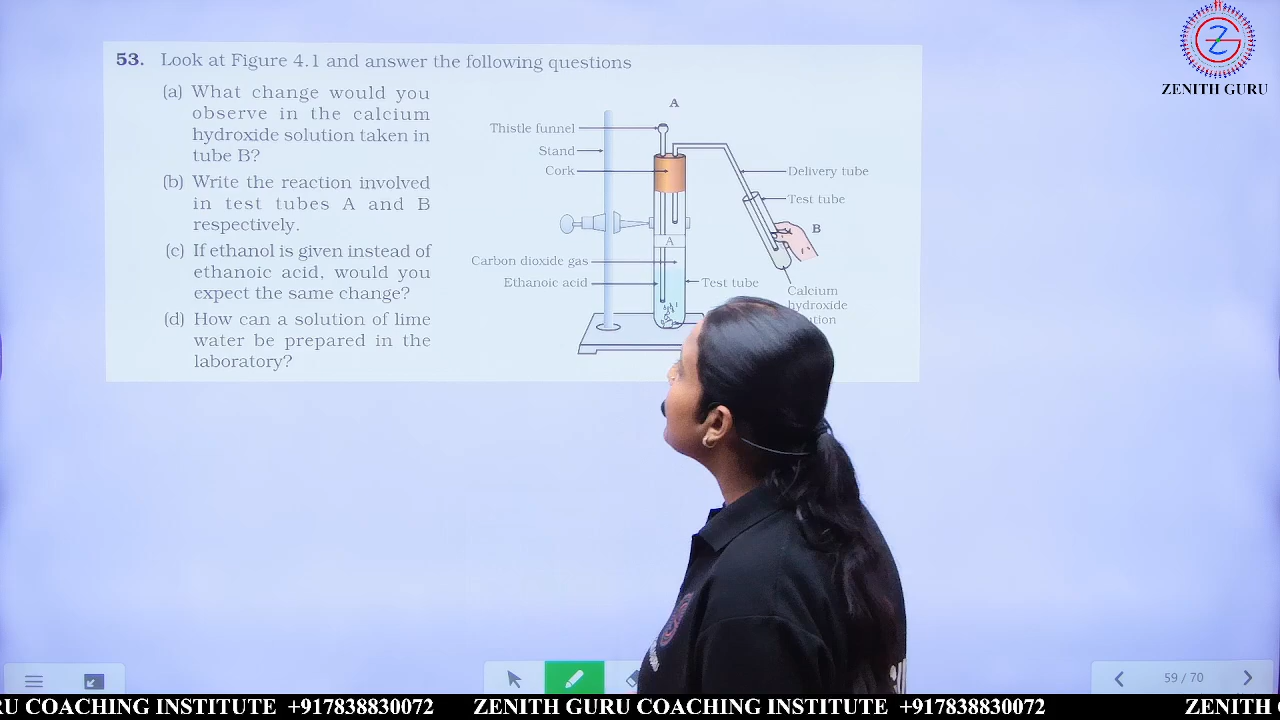 ZENITH GURU
53. Look at Figure 4.1 and answer the following questions
(a) What change would you
observe in the calcium
hydroxide solution taken in
tube B?
(b) Write the reaction involved
in test tubes A and B
respectively.
(c) If ethanol is given instead of
ethanoic acid, would you
expect the same change?
(d) How can a solution of lime
water be prepared in the
laboratory?
A
Thistle funnel
Stand
Cork
Delivery tube
Test tube
B
A
Carbon dioxide gas
Ethanoic acid
Test tube
Calcium
hydroxide
59 / 70
RU COACHING INSTITUTE +917838830072 ZENITH GURU COACHING INSTITUTE +917838830072 ZENITH